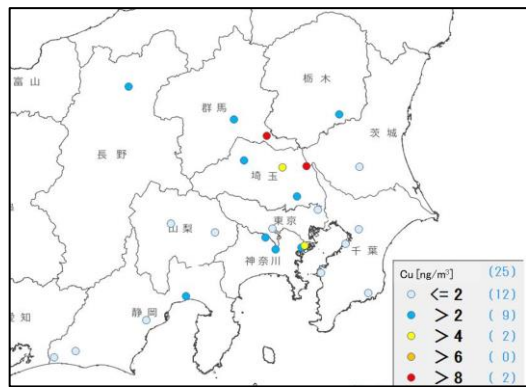 富山
栃木
群馬
茨城
長野
埼玉
東京
山梨
千葉
神奈川
静岡
愛知
Cu [ng/m³] (25)
<= 2 (12)
> 2 (9)
> 4 (2)
> 6 (0)
> 8 (2)